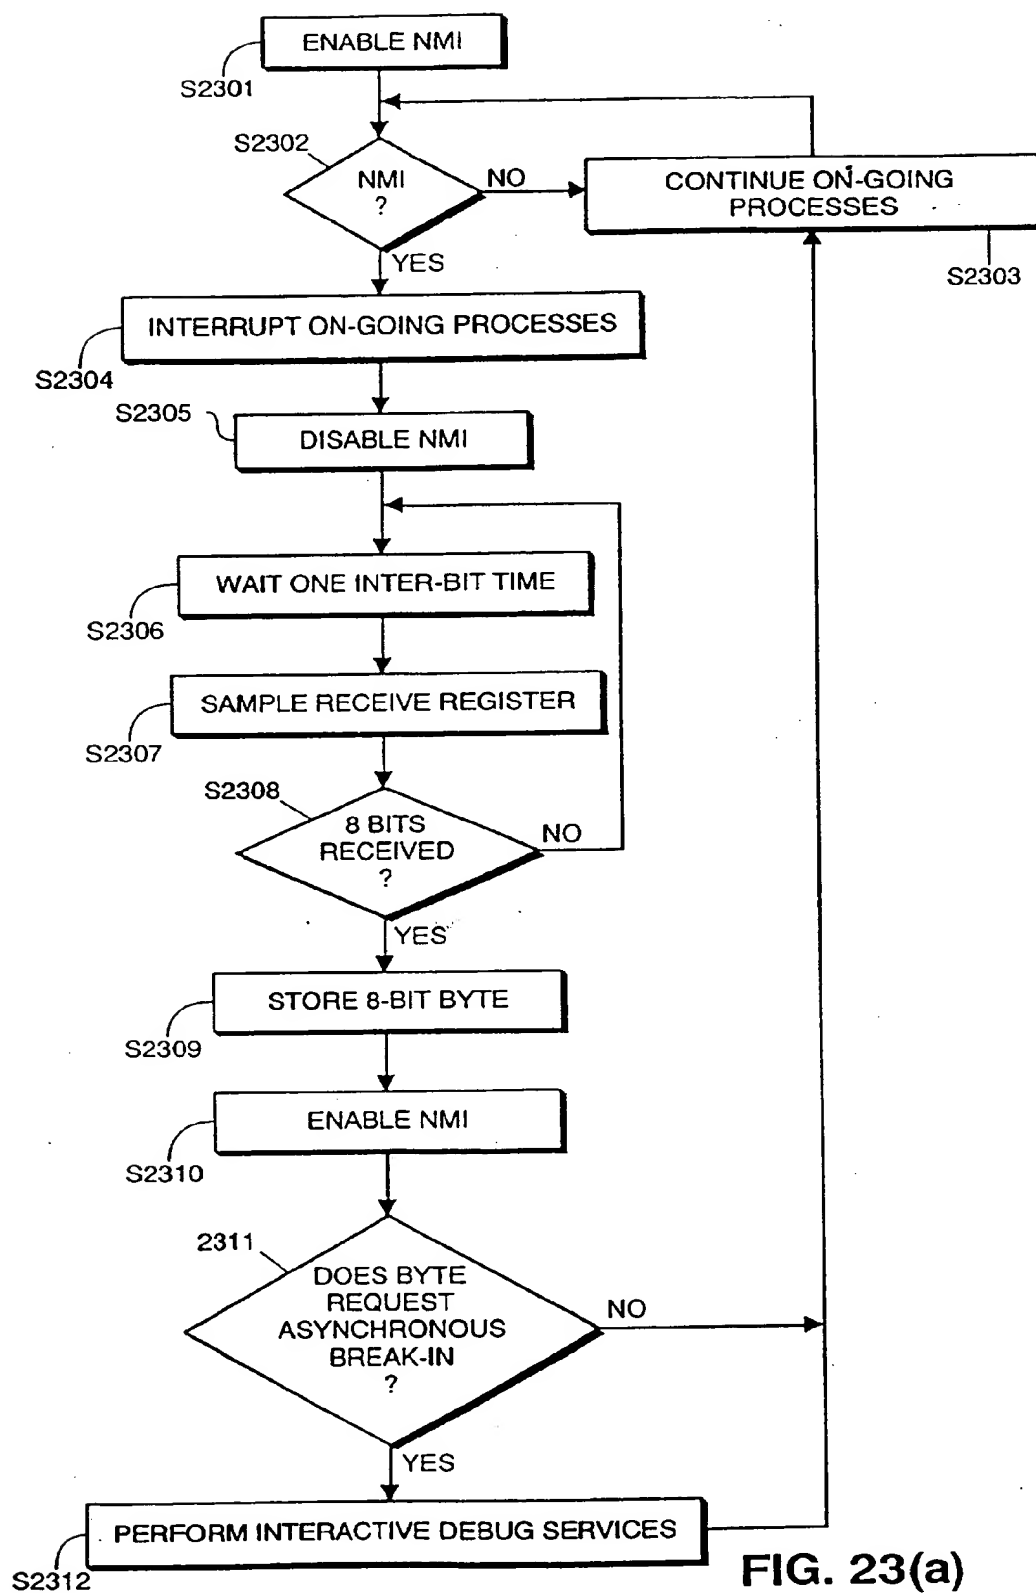 ENABLE NMI
S2301
S2302
NMI
?
NO
CONTINUE ON-GOING
PROCESSES
S2303
YES
INTERRUPT ON-GOING PROCESSES
S2304
S2305
DISABLE NMI
WAIT ONE INTER-BIT TIME
S2306
SAMPLE RECEIVE REGISTER
S2307
S2308
8 BITS
RECEIVED
?
NO
YES
STORE 8-BIT BYTE
S2309
ENABLE NMI
S2310
2311
DOES BYTE
REQUEST
ASYNCHRONOUS
BREAK-IN
?
NO
YES
PERFORM INTERACTIVE DEBUG SERVICES
S2312
FIG. 23(a)